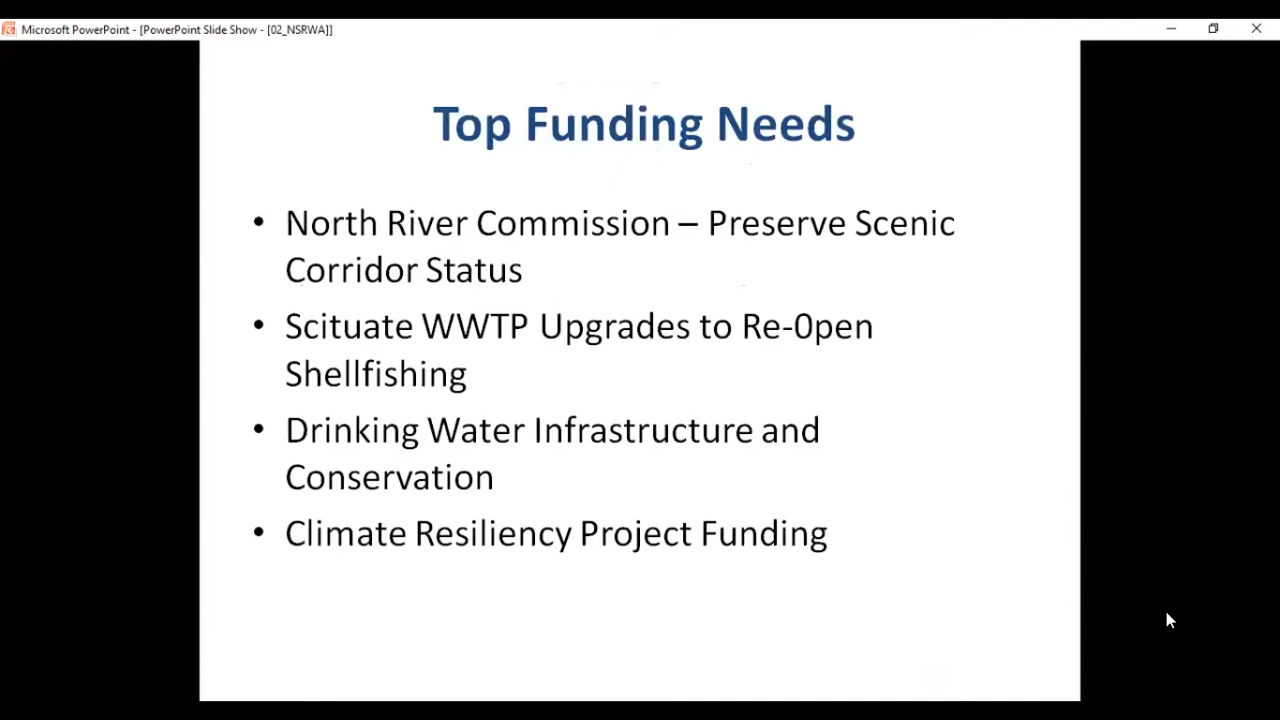 Microsoft PowerPoint - [PowerPoint Slide Show - [02_NSRWA]]
Top Funding Needs
• North River Commission – Preserve Scenic
Corridor Status
• Scituate WWTP Upgrades to Re-0pen
Shellfishing
• Drinking Water Infrastructure and
Conservation
• Climate Resiliency Project Funding